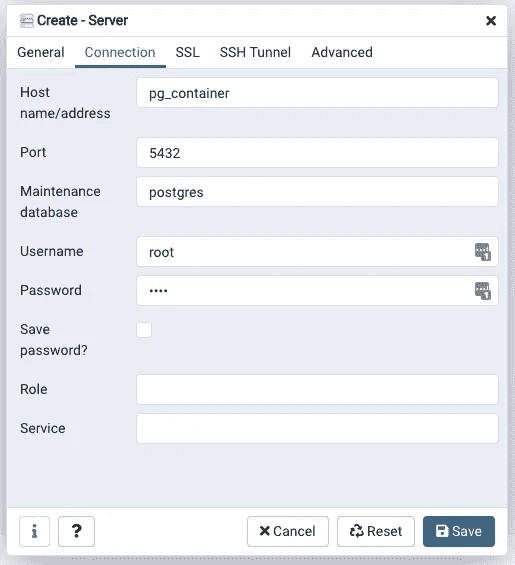 Create - Server
General Connection SSL SSH Tunnel Advanced
Host
name/address
pg_container
Port
5432
Maintenance
database
postgres
Username
root
Password
••••
Save
password?
Role
Service
i ? Cancel Reset Save